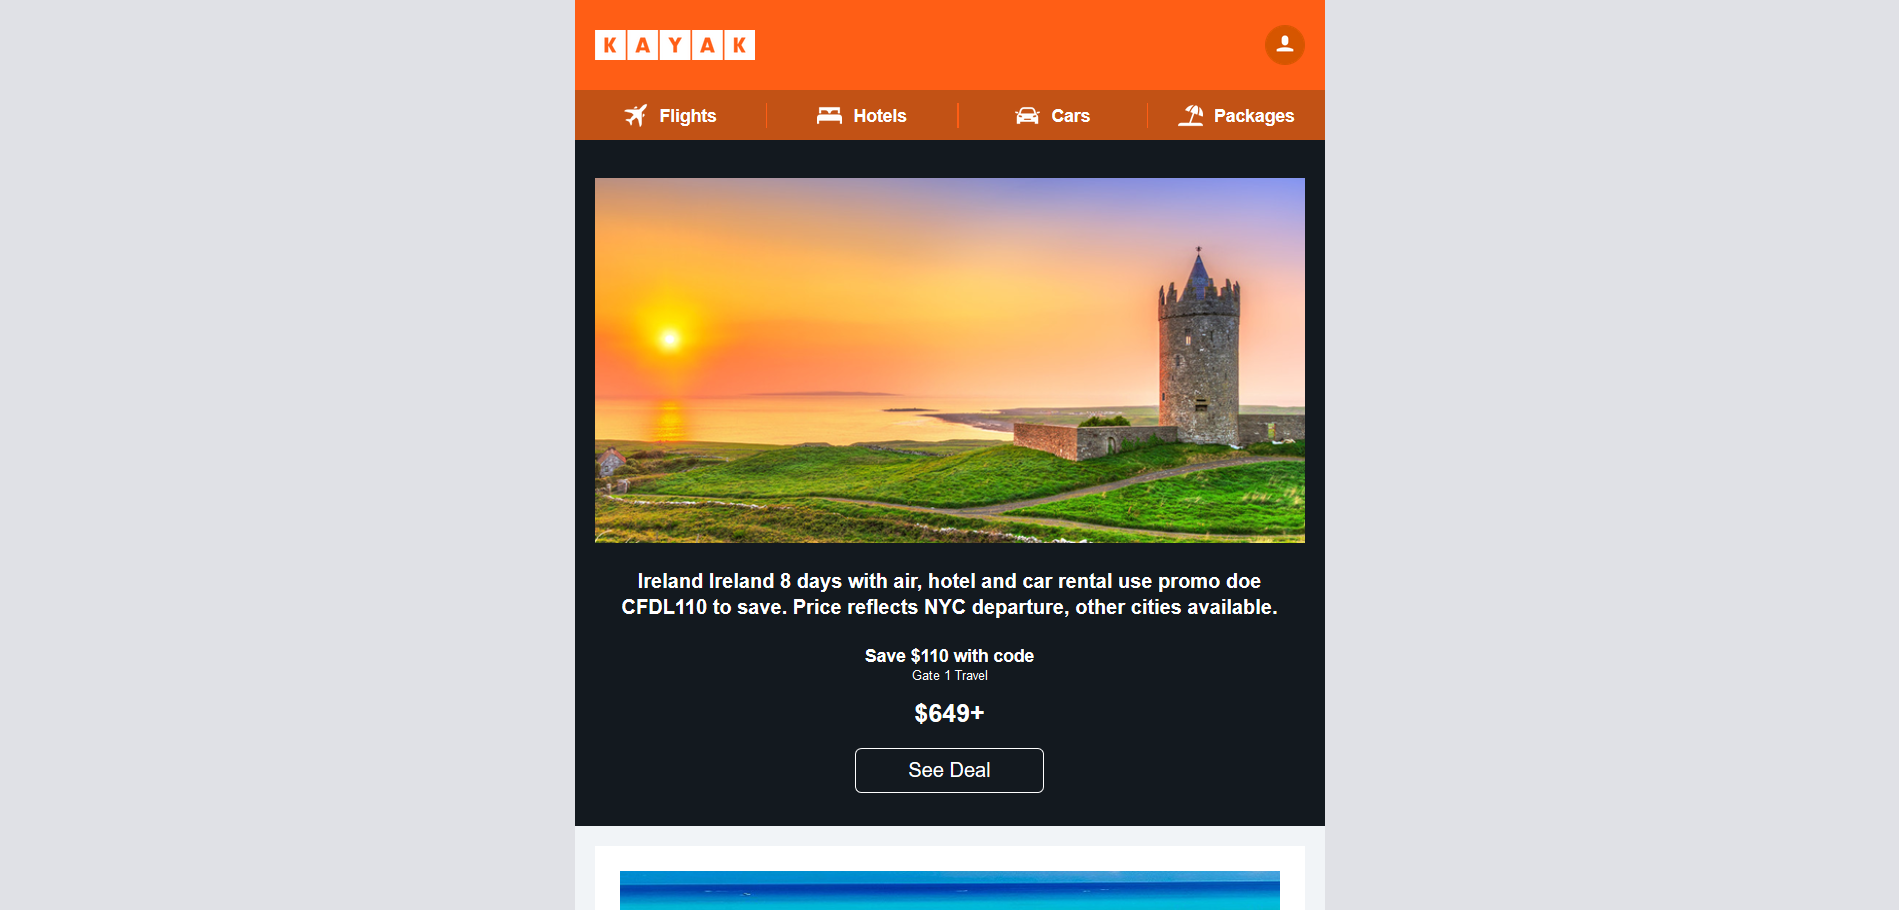 KAYAK
Flights
Hotels
Cars
Packages
Ireland Ireland 8 days with air, hotel and car rental use promo doe
CFDL110 to save. Price reflects NYC departure, other cities available.
Save $110 with code
Gate 1 Travel
$649+
See Deal